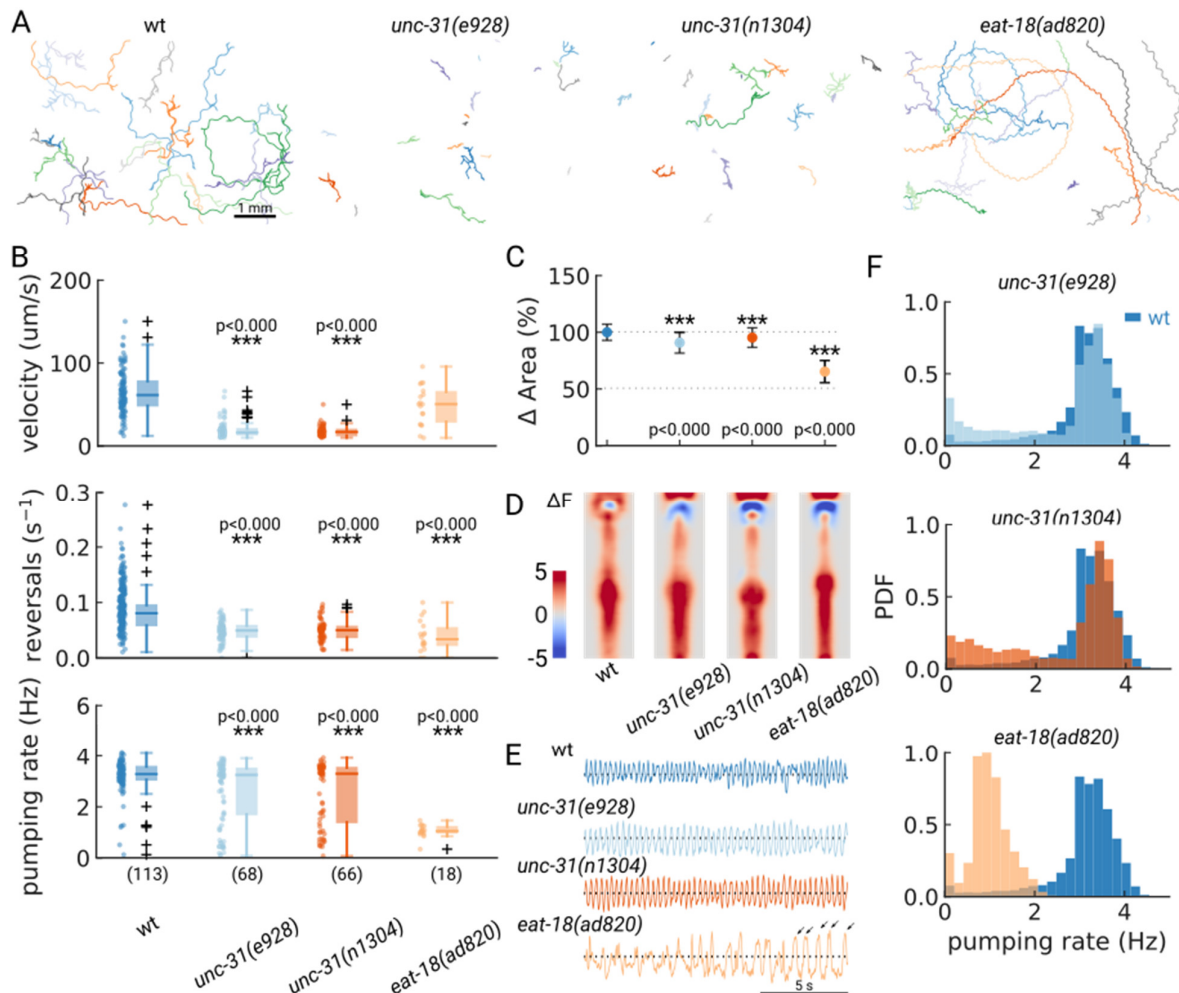 A
wt
unc-31(e928)
unc-31(n1304)
eat-18(ad820)
1 mm
B
velocity (um/s)
200
100
0
p<0.000
***
p<0.000
***
reversals (s−1)
0.3
0.2
0.1
0.0
p<0.000
***
p<0.000
***
p<0.000
***
pumping rate (Hz)
6
4
2
0
p<0.000
***
p<0.000
***
p<0.000
***
(113)
(68)
(66)
(18)
wt
unc-31(e928)
unc-31(n1304)
eat-18(ad820)
C
Δ Area (%)
150
100
50
0
***
***
***
p<0.000
p<0.000
p<0.000
D
ΔF
5
0
-5
wt
unc-31(e928)
unc-31(n1304)
eat-18(ad820)
E
wt
unc-31(e928)
unc-31(n1304)
eat-18(ad820)
5 s
F
unc-31(e928)
wt
1.0
0.5
0.0
0
2
4
unc-31(n1304)
PDF
1.0
0.5
0.0
0
2
4
eat-18(ad820)
1.0
0.5
0.0
0
2
4
pumping rate (Hz)